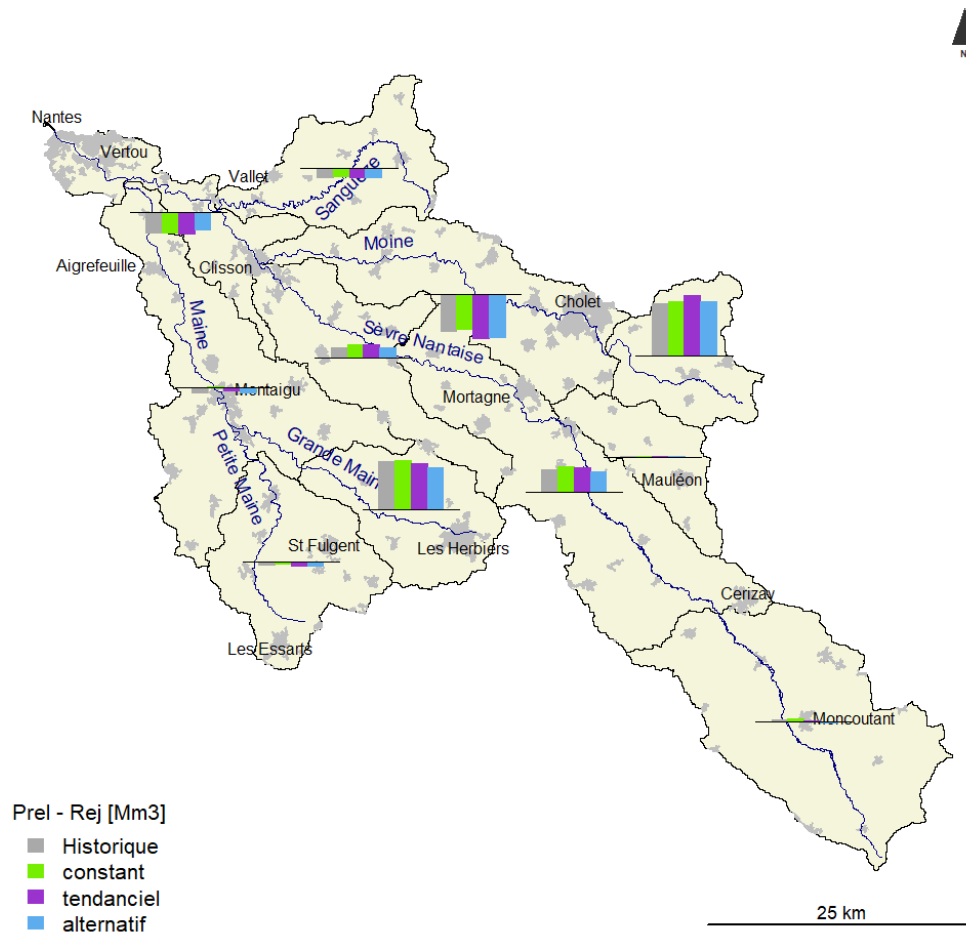 N
Nantes
Vertou
Vallet
Sanguèze
Moine
Aigrefeuille
Clisson
Cholet
Maine
Sèvre Nantaise
Montaigu
Mortagne
Grande Maine
Petite Maine
Mauléon
St Fulgent
Les Herbiers
Cerizay
Les Essarts
Moncoutant
Prel - Rej [Mm3]
Historique
constant
tendanciel
alternatif
25 km